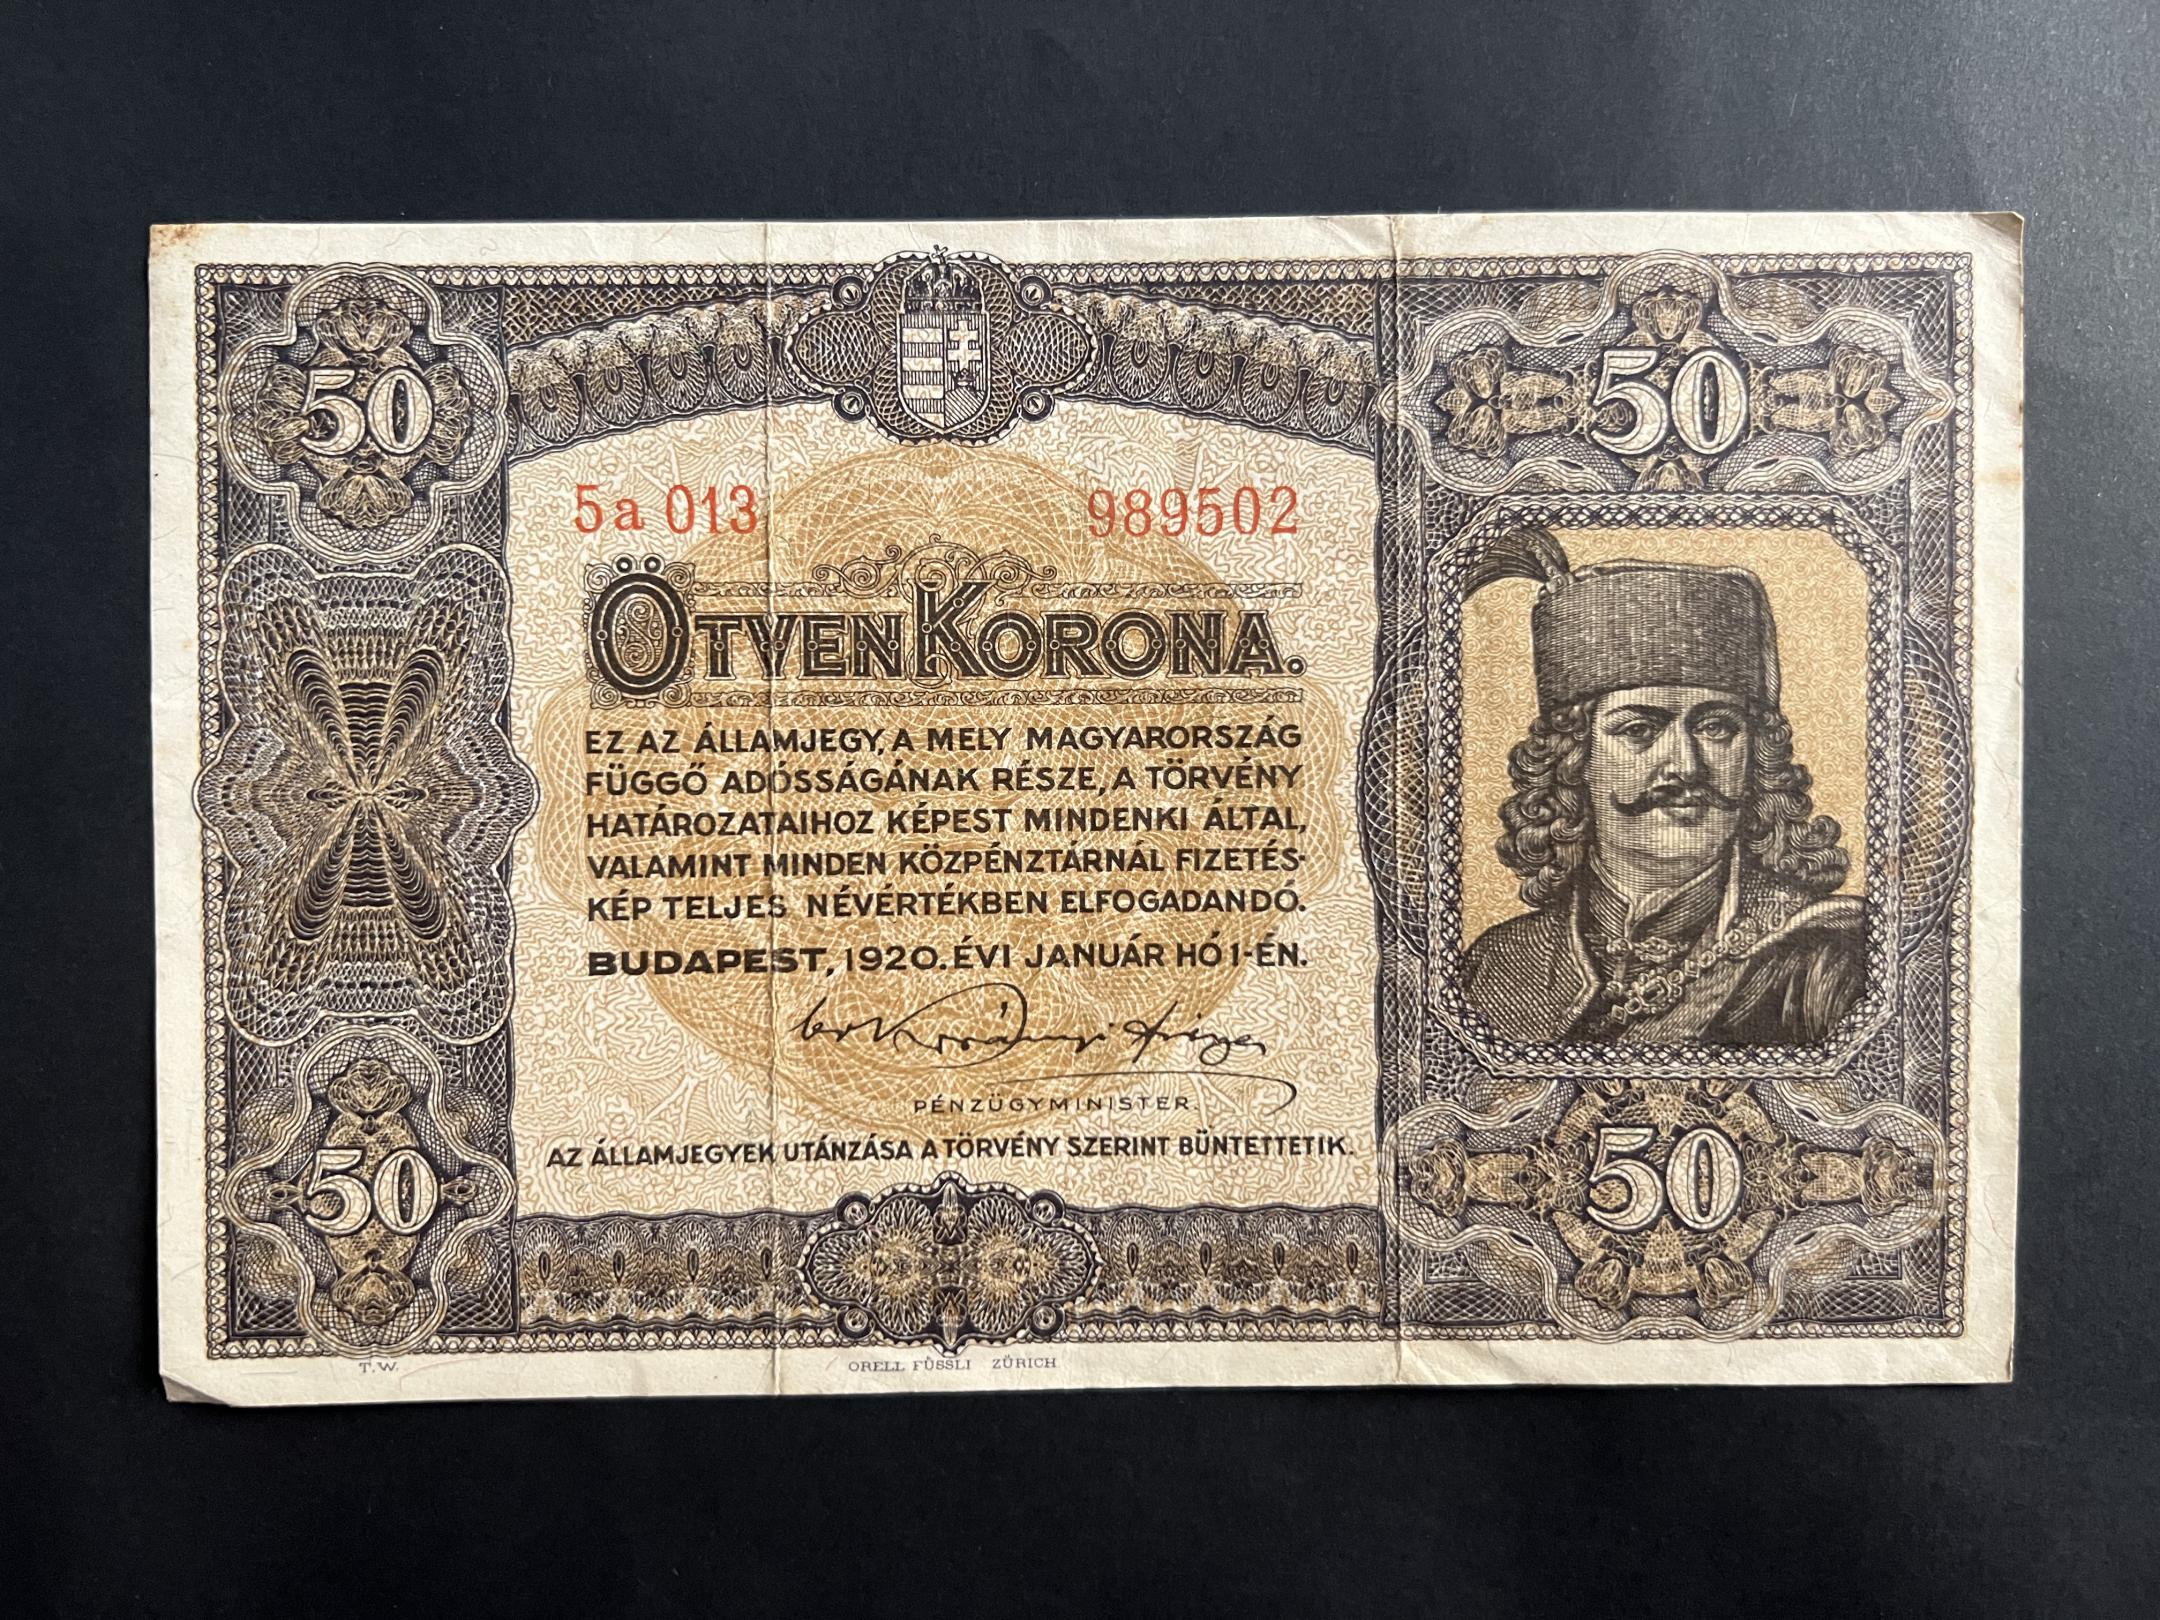 50
50
5a 013 989502
ÖTVEN KORONA.
EZ AZ ÁLLAMJEGY, A MELY MAGYARORSZÁG
FÜGGŐ ADÓSSÁGÁNAK RÉSZE, A TÖRVÉNY
HATÁROZATAIHOZ KÉPEST MINDENKI ÁLTAL,
VALAMINT MINDEN KÖZPÉNZTÁRNÁL FIZETÉS-
KÉP TELJES NÉVÉRTÉKBEN ELFOGADANDÓ.
BUDAPEST, 1920. ÉVI JANUÁR HÓ 1-ÉN.
Korányi Frigyes
PÉNZÜGYMINISTER.
AZ ÁLLAMJEGYEK UTÁNZÁSA A TÖRVÉNY SZERINT BÜNTETTETIK.
50
50
T.W. ORELL FÜSSLI ZÜRICH